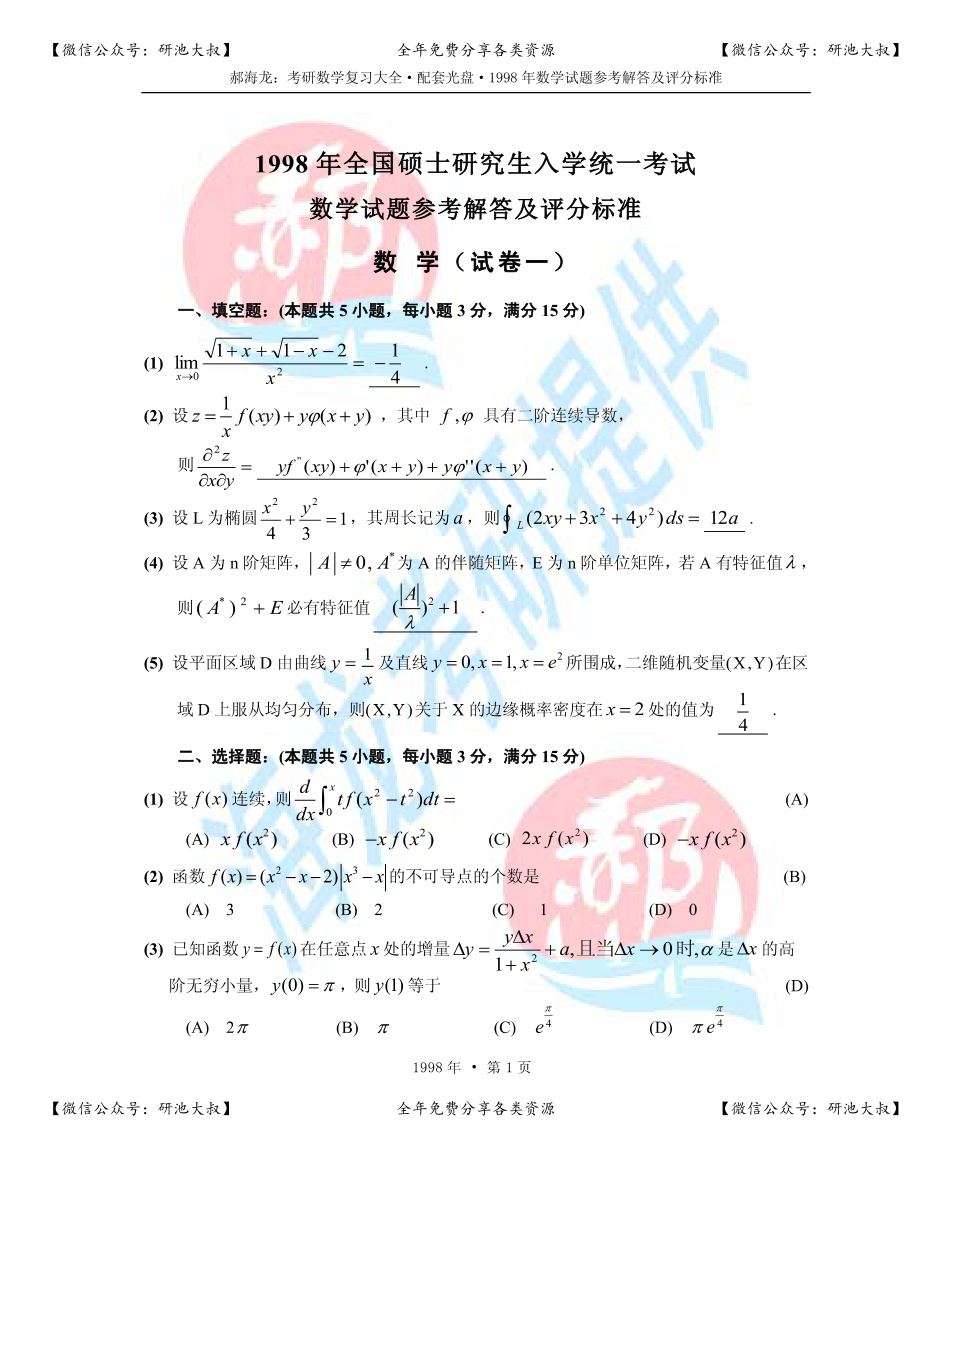 【微信公众号：研池大叔】 全年免费分享各类资源 【微信公众号：研池大叔】
郝海龙：考研数学复习大全·配套光盘·1998 年数学试题参考解答及评分标准
1998 年全国硕士研究生入学统一考试
数学试题参考解答及评分标准
数 学（试卷一）
一、填空题：(本题共 5 小题，每小题 3 分，满分 15 分)
(1) lim_{x→0} (√(1+x) + √(1−x) − 2)/x² = −1/4 .
(2) 设 z = 1/x f(xy) + yφ(x+y) ，其中 f ,φ 具有二阶连续导数，
则 ∂²z/∂x∂y = yf''(xy) + φ'(x+y) + yφ''(x+y) .
(3) 设 L 为椭圆 x²/4 + y²/3 = 1，其周长记为 a，则 ∮_L (2xy + 3x² + 4y²)ds = 12a .
(4) 设 A 为 n 阶矩阵， |A| ≠ 0, A* 为 A 的伴随矩阵，E 为 n 阶单位矩阵，若 A 有特征值 λ ，
则 (A*)² + E 必有特征值 (|A|/λ)² + 1 .
(5) 设平面区域 D 由曲线 y = 1/x 及直线 y = 0, x = 1, x = e² 所围成，二维随机变量(X,Y)在区
域 D 上服从均匀分布，则(X,Y)关于 X 的边缘概率密度在 x = 2 处的值为 1/4 .
二、选择题：(本题共 5 小题，每小题 3 分，满分 15 分)
(1) 设 f(x) 连续，则 d/dx ∫₀ˣ t f(x² − t²)dt = (A)
(A) x f(x²) (B) −x f(x²) (C) 2x f(x²) (D) −x f(x²)
(2) 函数 f(x) = (x² − x − 2)|x³ − x| 的不可导点的个数是 (B)
(A) 3 (B) 2 (C) 1 (D) 0
(3) 已知函数 y = f(x) 在任意点 x 处的增量 Δy = yΔx/(1+x²) + a, 且当Δx → 0 时, α 是 Δx 的高
阶无穷小量，y(0) = π ，则 y(1) 等于 (D)
(A) 2π (B) π (C) e^{π/4} (D) π e^{π/4}
1998 年 · 第 1 页
【微信公众号：研池大叔】 全年免费分享各类资源 【微信公众号：研池大叔】
郝
海龙考研提供
郝